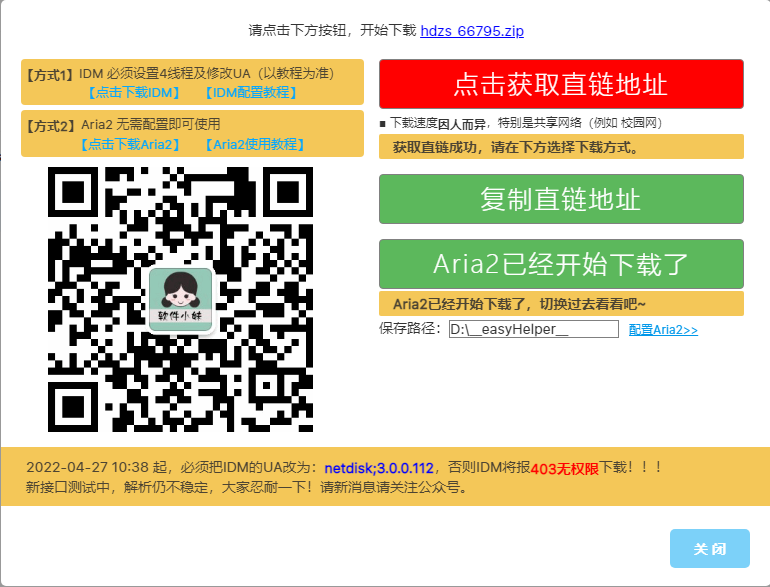 请点击下方按钮，开始下载 hdzs_66795.zip
【方式1】IDM 必须设置4线程及修改UA（以教程为准）
【点击下载IDM】 【IDM配置教程】
【方式2】Aria2 无需配置即可使用
【点击下载Aria2】 【Aria2使用教程】
软件小妹
点击获取直链地址
■ 下载速度因人而异，特别是共享网络（例如 校园网）
获取直链成功，请在下方选择下载方式。
复制直链地址
Aria2已经开始下载了
Aria2已经开始下载了，切换过去看看吧~
保存路径：D:\__easyHelper__ 配置Aria2>>
2022-04-27 10:38 起，必须把IDM的UA改为：netdisk;3.0.0.112，否则IDM将报403无权限下载！！！
新接口测试中，解析仍不稳定，大家忍耐一下！请新消息请关注公众号。
关闭